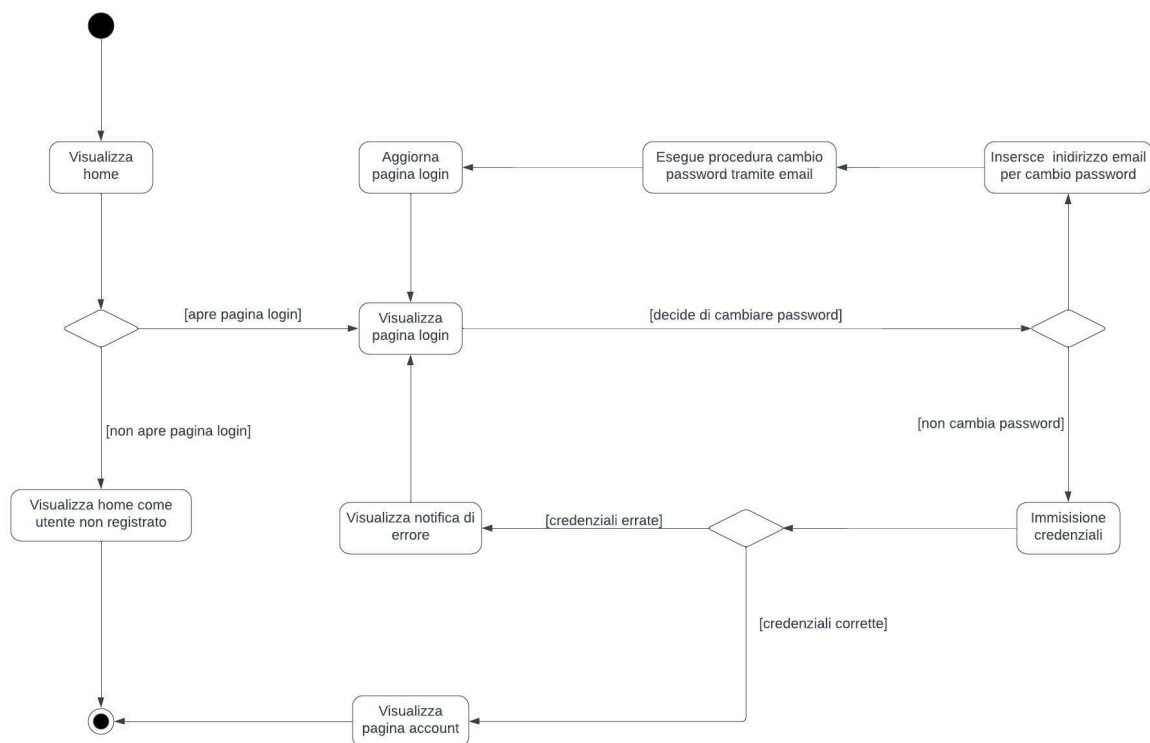 Visualizza
home
Aggiorna
pagina login
Esegue procedura cambio
password tramite email
Insersce  inidirizzo email
per cambio password
[apre pagina login]
Visualizza
pagina login
[decide di cambiare password]
[non apre pagina login]
[non cambia password]
Visualizza home come
utente non registrato
Visualizza notifica di
errore
[credenziali errate]
Immisisione
credenziali
[credenziali corrette]
Visualizza
pagina account